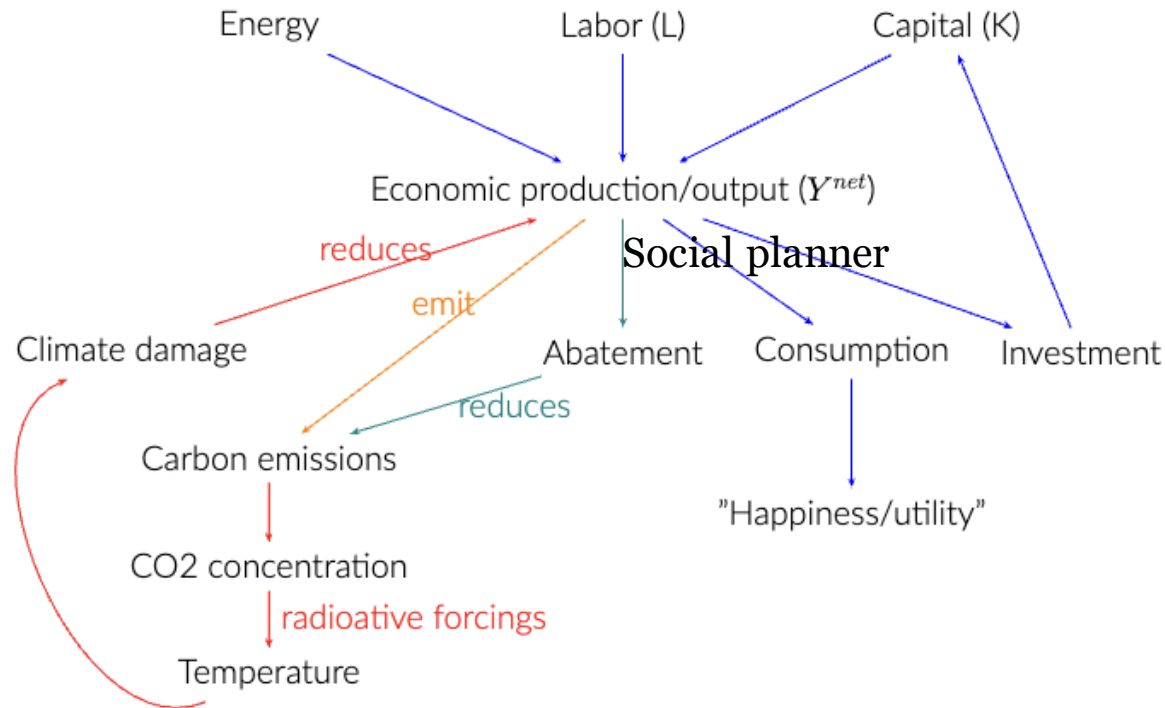 Energy
Labor (L)
Capital (K)
Economic production/output (Y^{net})
reduces
Social planner
emit
Climate damage
Abatement
Consumption
Investment
reduces
Carbon emissions
”Happiness/utility”
CO2 concentration
radioative forcings
Temperature